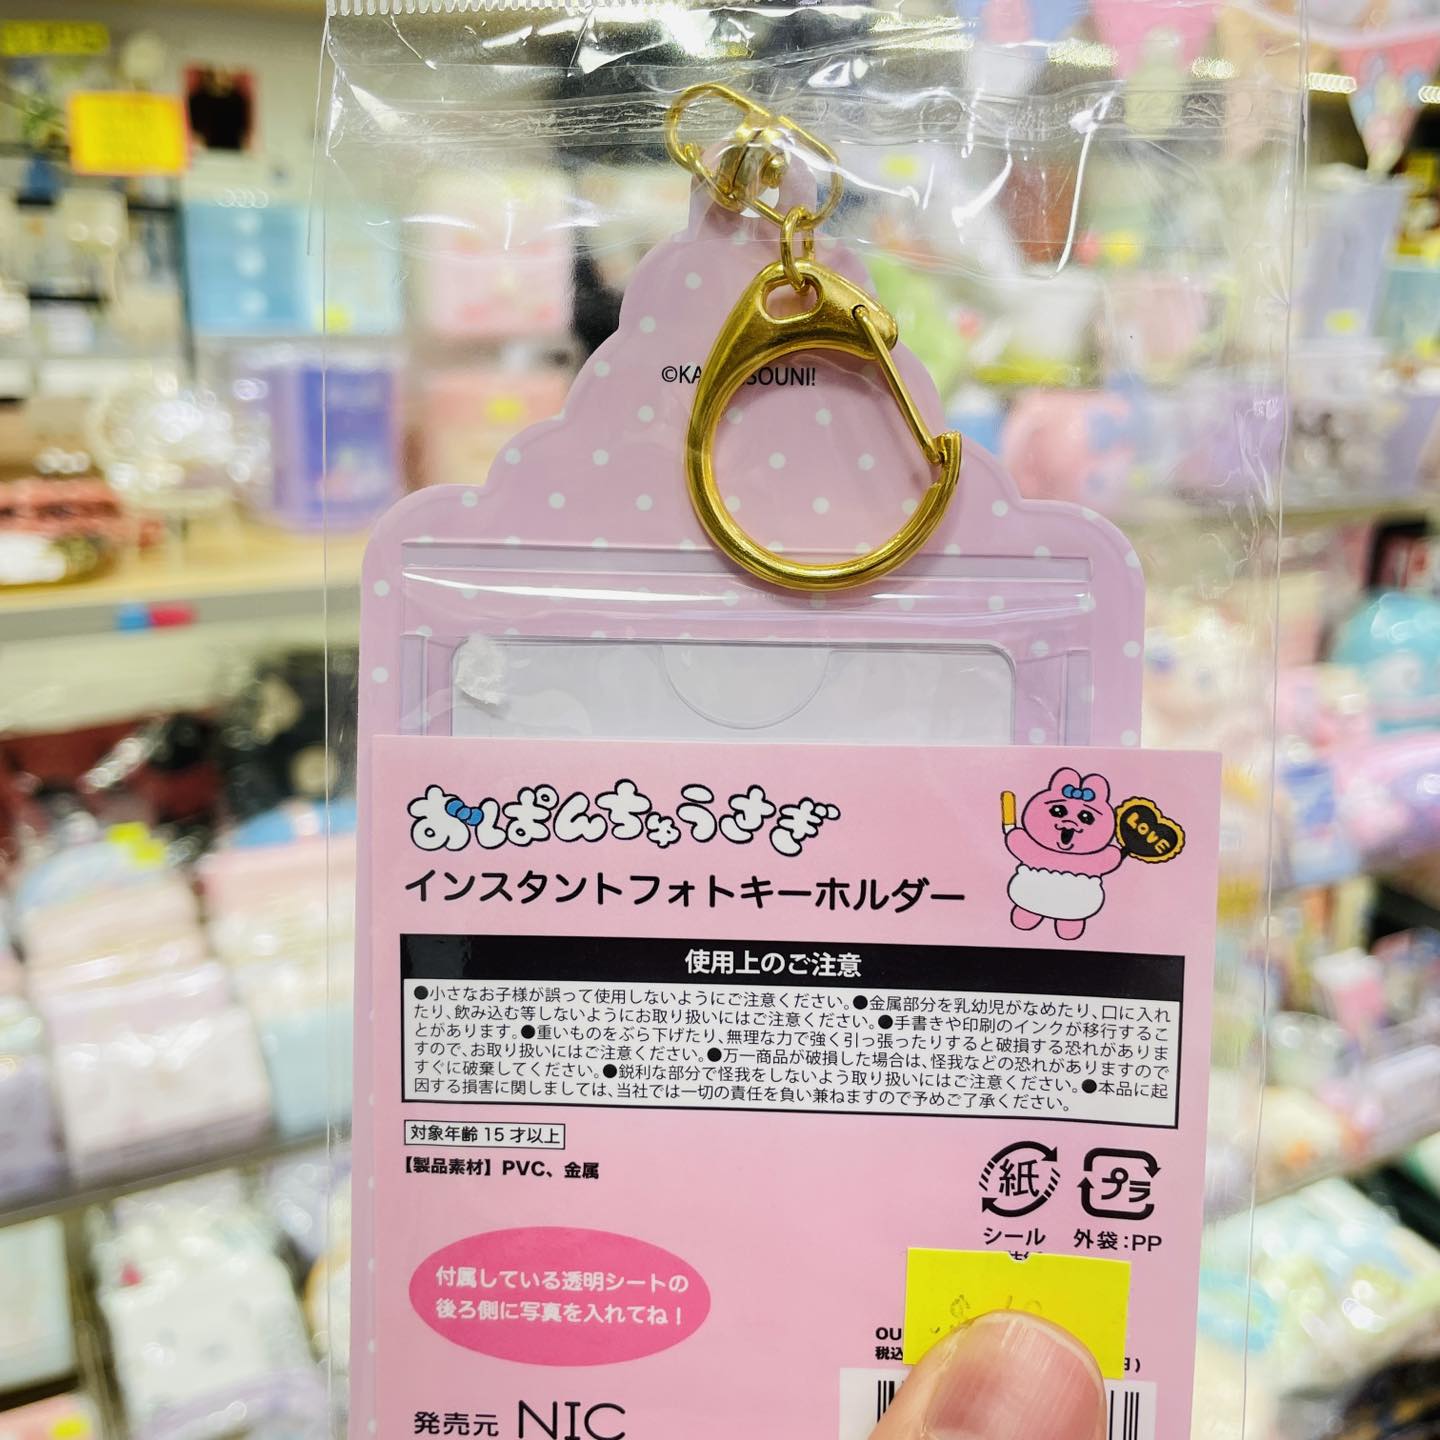 ©KA SOUNI!
おぱんちゅうさぎ
LOVE
インスタントフォトキーホルダー
使用上のご注意
●小さなお子様が誤って使用しないようにご注意ください。●金属部分を乳幼児がなめたり、口に入れ
たり、飲み込む等しないようにお取り扱いにはご注意ください。●手書きや印刷のインクが移行するこ
とがあります。●重いものをぶら下げたり、無理な力で強く引っ張ったりすると破損する恐れがありま
すので、お取り扱いにはご注意ください。●万一商品が破損した場合は、怪我などの恐れがありますので
すぐに破棄してください。●鋭利な部分で怪我をしないよう取り扱いにはご注意ください。●本品に起
因する損害に関しましては、当社では一切の責任を負い兼ねますので予めご了承ください。
対象年齢 15 才以上
【製品素材】PVC、金属
紙
プラ
シール
外袋:PP
付属している透明シートの
後ろ側に写真を入れてね！
OU
税込
円)
発売元 NIC